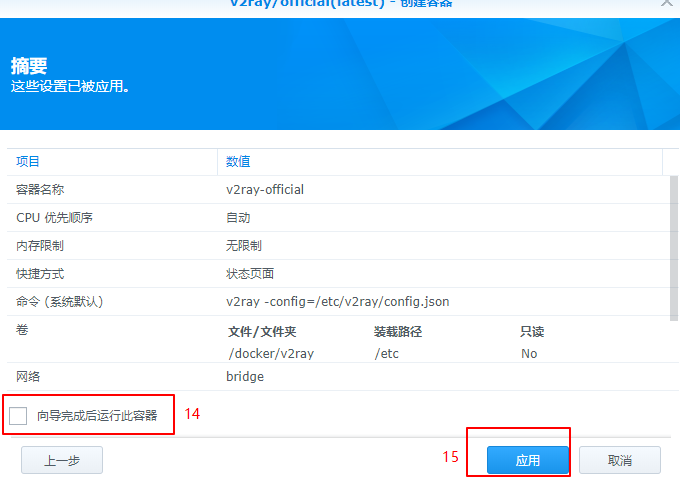 v2ray/official(latest) - 创建容器
摘要
这些设置已被应用。
项目 数值
容器名称 v2ray-official
CPU 优先顺序 自动
内存限制 无限制
快捷方式 状态页面
命令 (系统默认) v2ray -config=/etc/v2ray/config.json
卷 文件/文件夹 装载路径 只读
/docker/v2ray /etc No
网络 bridge
向导完成后运行此容器 14
上一步 15 应用 取消